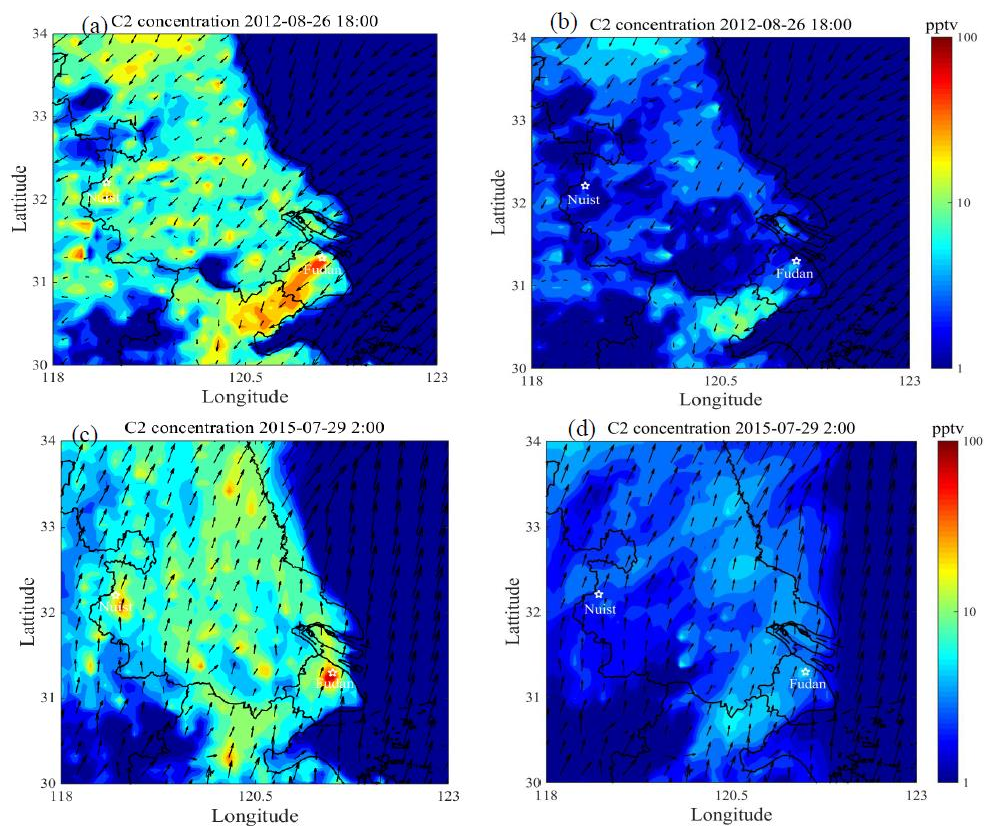 (a) C2 concentration 2012-08-26 18:00
(b) C2 concentration 2012-08-26 18:00
pptv
34
33
32
31
30
Lattitude
Nuist
Fudan
118
120.5
123
Longitude
34
33
32
31
30
Lattitude
Nuist
Fudan
118
120.5
123
Longitude
100
10
1
(c) C2 concentration 2015-07-29 2:00
(d) C2 concentration 2015-07-29 2:00
pptv
34
33
32
31
30
Lattitude
Nuist
Fudan
118
120.5
123
Longitude
34
33
32
31
30
Lattitude
Nuist
Fudan
118
120.5
123
Longitude
100
10
1